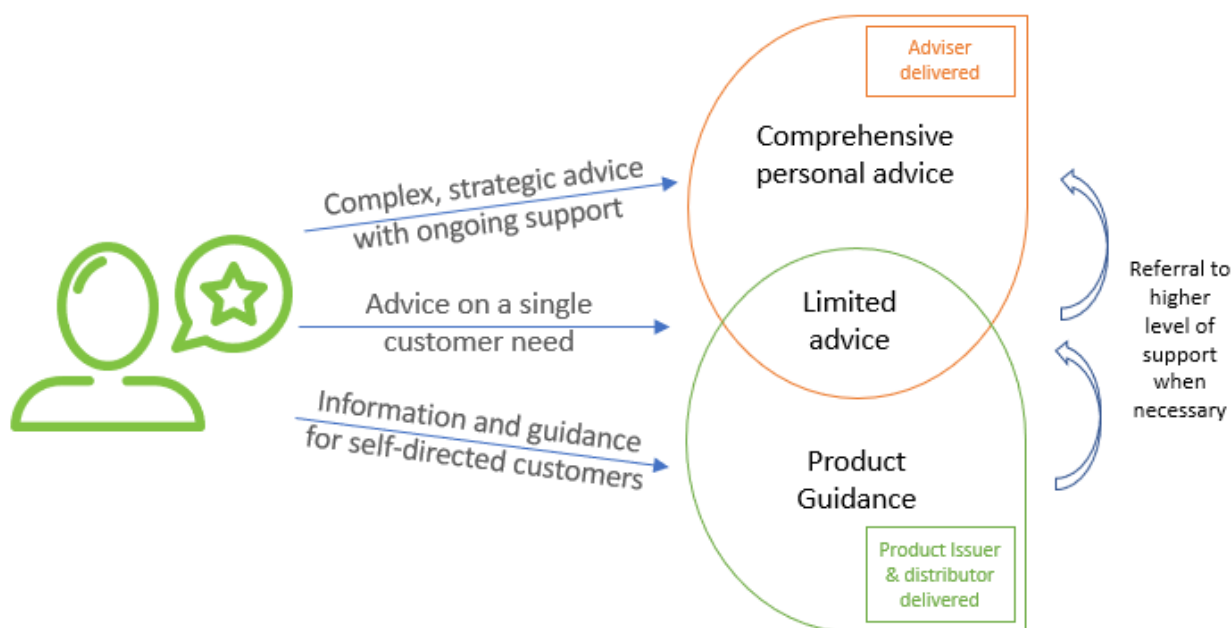 Adviser
delivered
Comprehensive
personal advice
Complex, strategic advice
with ongoing support
Advice on a single
customer need
Limited
advice
Referral to
higher
level of
support
when
necessary
Information and guidance
for self-directed customers
Product
Guidance
Product Issuer
& distributor
delivered